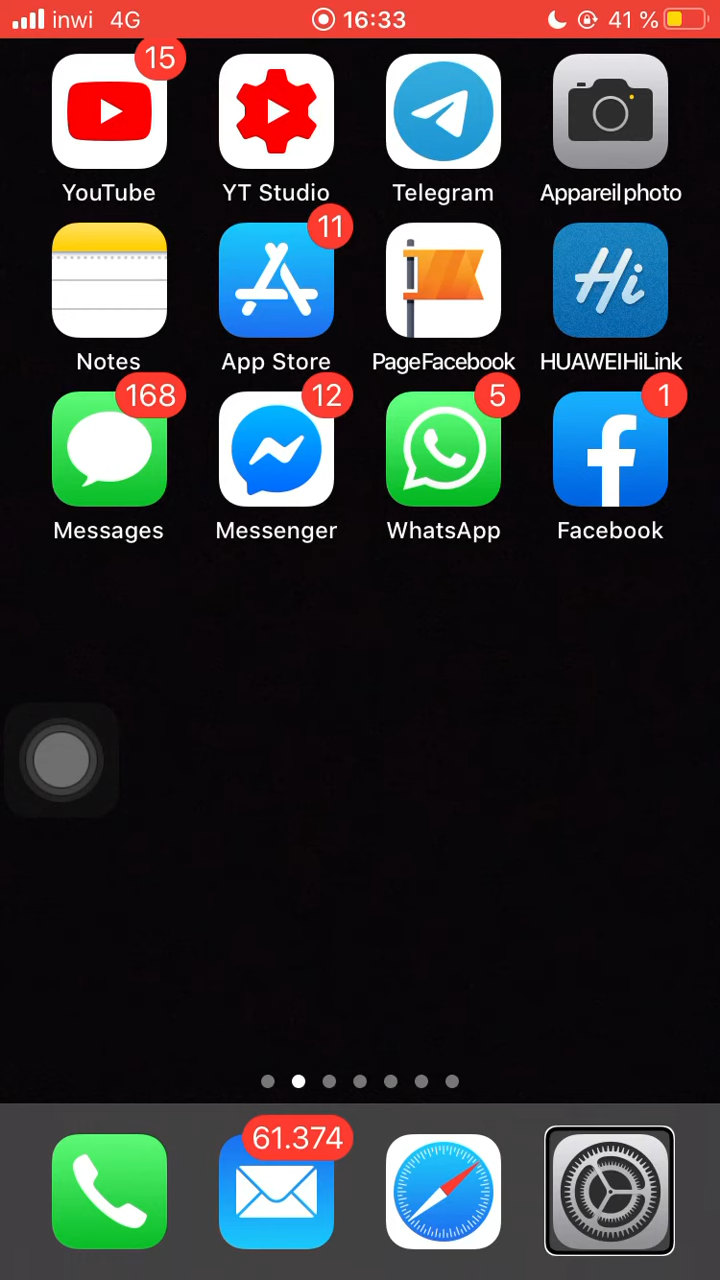 inwi 4G 16:33 41 %
15
YouTube YT Studio Telegram Appareil photo
11
Hi
Notes App Store PageFacebook HUAWEIHiLink
168 12 5 1
Messages Messenger WhatsApp Facebook
61.374